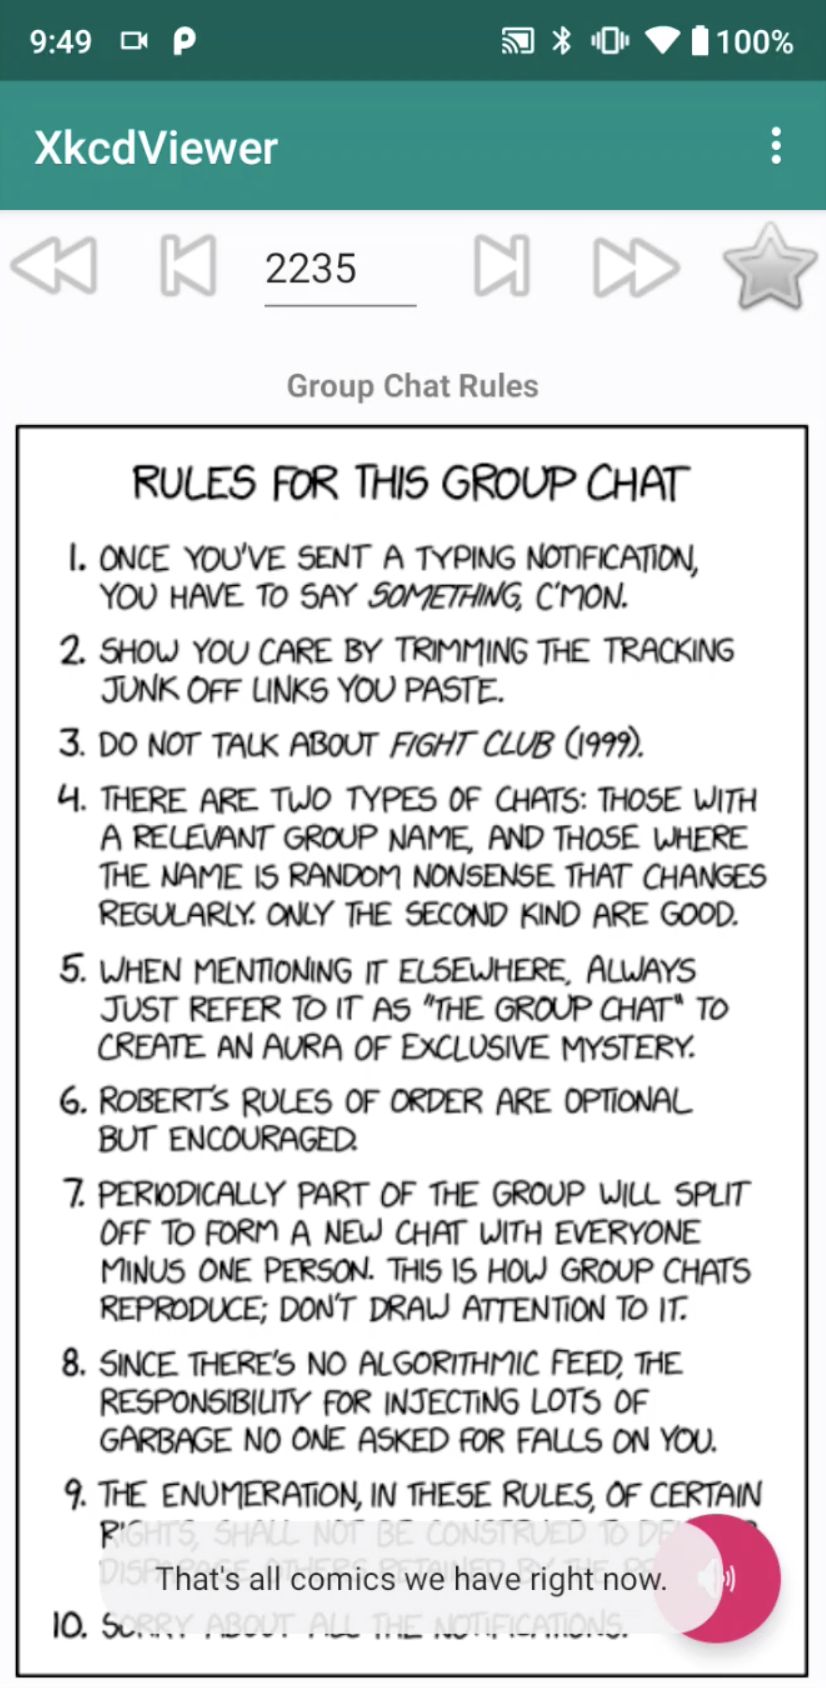 9:49
100%
XkcdViewer
2235
Group Chat Rules
RULES FOR THIS GROUP CHAT
1. ONCE YOU'VE SENT A TYPING NOTIFICATION,
YOU HAVE TO SAY SOMETHING, C'MON.
2. SHOW YOU CARE BY TRIMMING THE TRACKING
JUNK OFF LINKS YOU PASTE.
3. DO NOT TALK ABOUT FIGHT CLUB (1999).
4. THERE ARE TWO TYPES OF CHATS: THOSE WITH
A RELEVANT GROUP NAME, AND THOSE WHERE
THE NAME IS RANDOM NONSENSE THAT CHANGES
REGULARLY. ONLY THE SECOND KIND ARE GOOD.
5. WHEN MENTIONING IT ELSEWHERE, ALWAYS
JUST REFER TO IT AS "THE GROUP CHAT" TO
CREATE AN AURA OF EXCLUSIVE MYSTERY.
6. ROBERT'S RULES OF ORDER ARE OPTIONAL
BUT ENCOURAGED.
7. PERIODICALLY PART OF THE GROUP WILL SPLIT
OFF TO FORM A NEW CHAT WITH EVERYONE
MINUS ONE PERSON. THIS IS HOW GROUP CHATS
REPRODUCE; DON'T DRAW ATTENTION TO IT.
8. SINCE THERE'S NO ALGORITHMIC FEED, THE
RESPONSIBILITY FOR INJECTING LOTS OF
GARBAGE NO ONE ASKED FOR FALLS ON YOU.
9. THE ENUMERATION, IN THESE RULES, OF CERTAIN
RIGHTS, SHALL NOT BE CONSTRUED TO
OTHERS RETAINED BY THE
That's all comics we have right now.
10. SORRY ABOUT ALL THE NOTIFICATIONS.